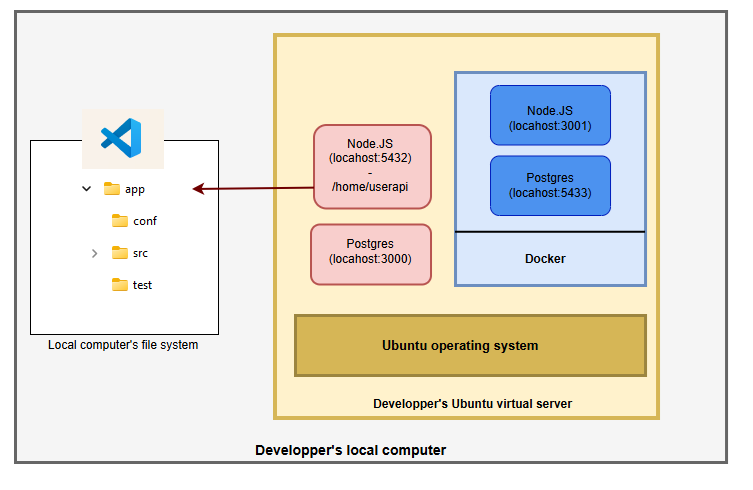 app
conf
src
test
Local computer's file system
Node.JS
(locahost:5432)
-
/home/userapi
Postgres
(locahost:3000)
Node.JS
(locahost:3001)
Postgres
(locahost:5433)
Docker
Ubuntu operating system
Developper's Ubuntu virtual server
Developper's local computer